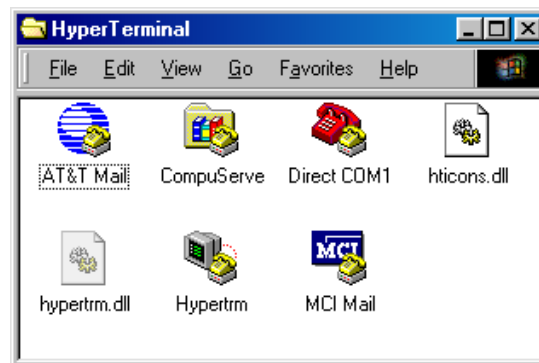 HyperTerminal
File Edit View Go Favorites Help
AT&T Mail CompuServe Direct COM1 hticons.dll
MCI
hypertrm.dll Hypertrm MCI Mail